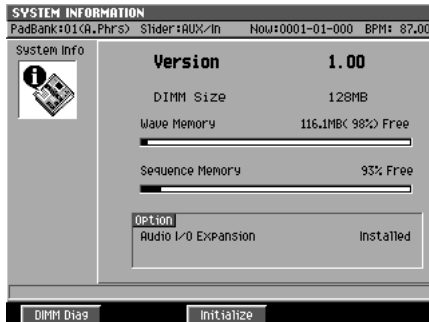 SYSTEM INFORMATION
PadBank:01(A.Phrs) Slider:AUX/In Now:0001-01-000 BPM: 87.00
System Info
Version 1.00
DIMM Size 128MB
Wave Memory 116.1MB( 98%) Free
Sequence Memory 93% Free
Option
Audio I/O Expansion Installed
DIMM Diag Initialize